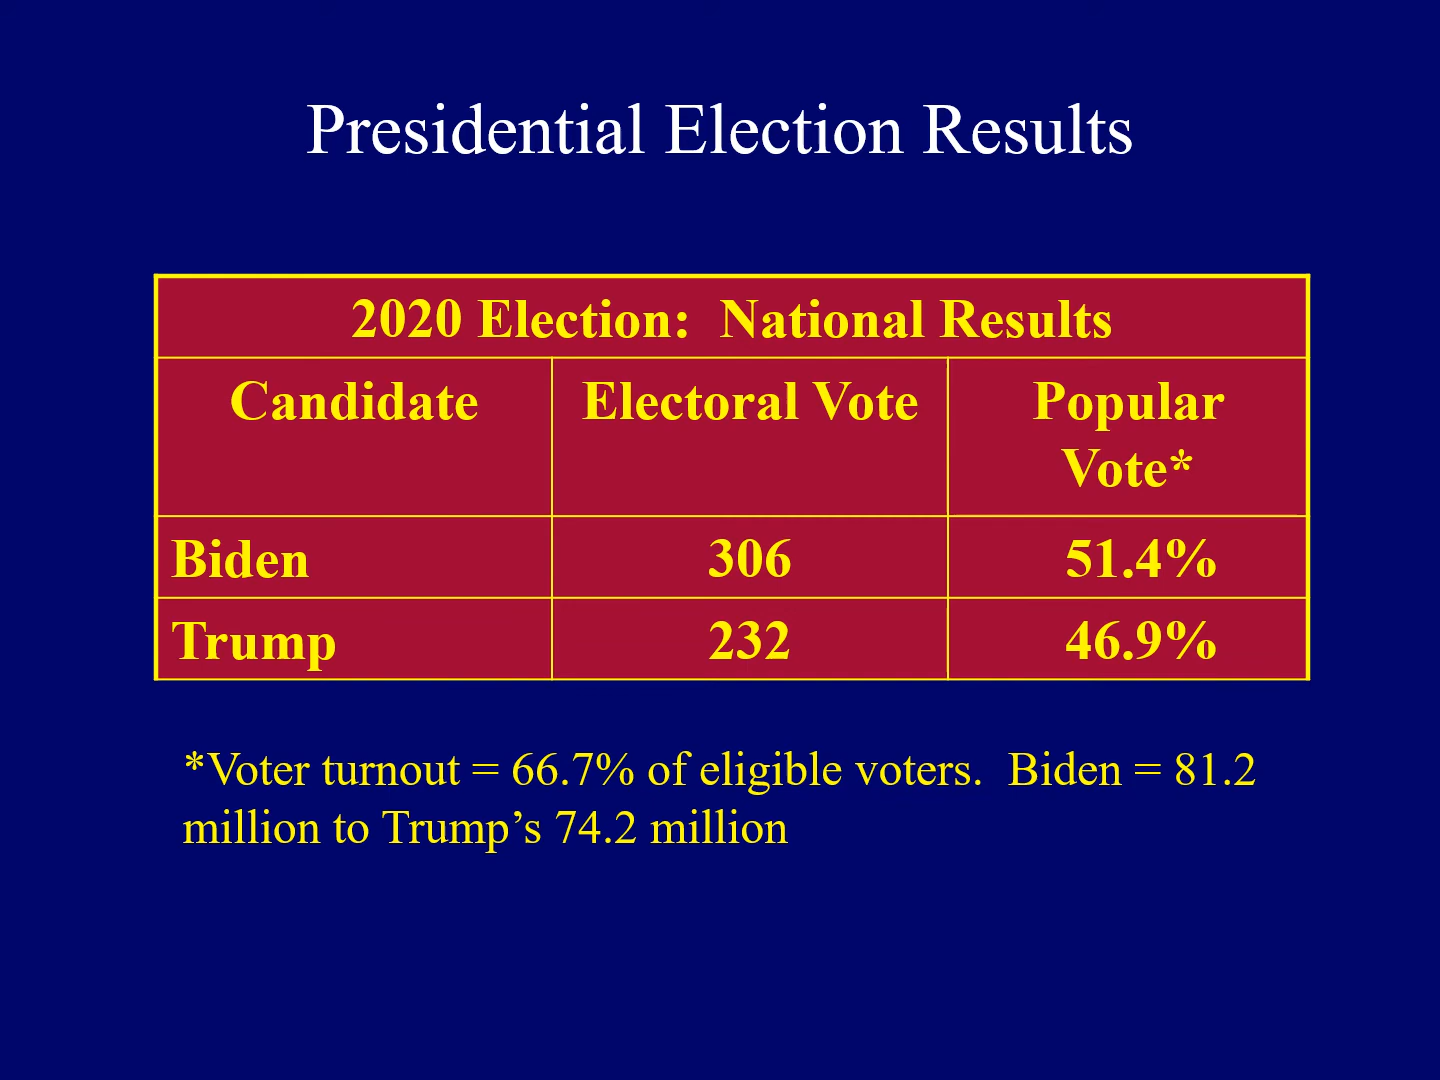 Presidential Election Results
2020 Election:  National Results
Candidate Electoral Vote Popular
Vote*
Biden 306 51.4%
Trump 232 46.9%
*Voter turnout = 66.7% of eligible voters.  Biden = 81.2
million to Trump’s 74.2 million